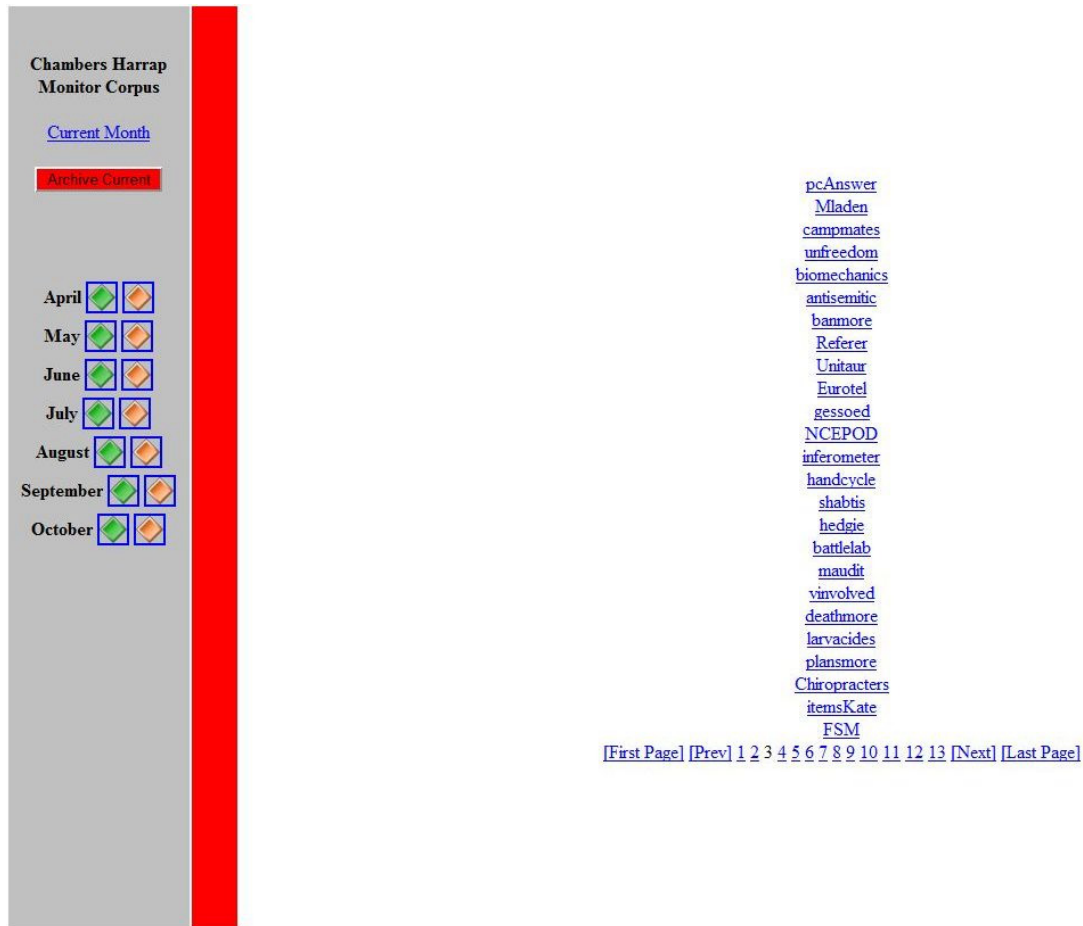 Chambers Harrap
Monitor Corpus
Current Month
Archive Current
April
May
June
July
August
September
October
pcAnswer
Mladen
campmates
unfreedom
biomechanics
antisemitic
banmore
Referer
Unitaur
Eurotel
gessoed
NCEPOD
inferometer
handcycle
shabtis
hedgie
battlelab
maudit
vinvolved
deathmore
larvacides
plansmore
Chiropracters
itemsKate
FSM
[First Page] [Prev] 1 2 3 4 5 6 7 8 9 10 11 12 13 [Next] [Last Page]